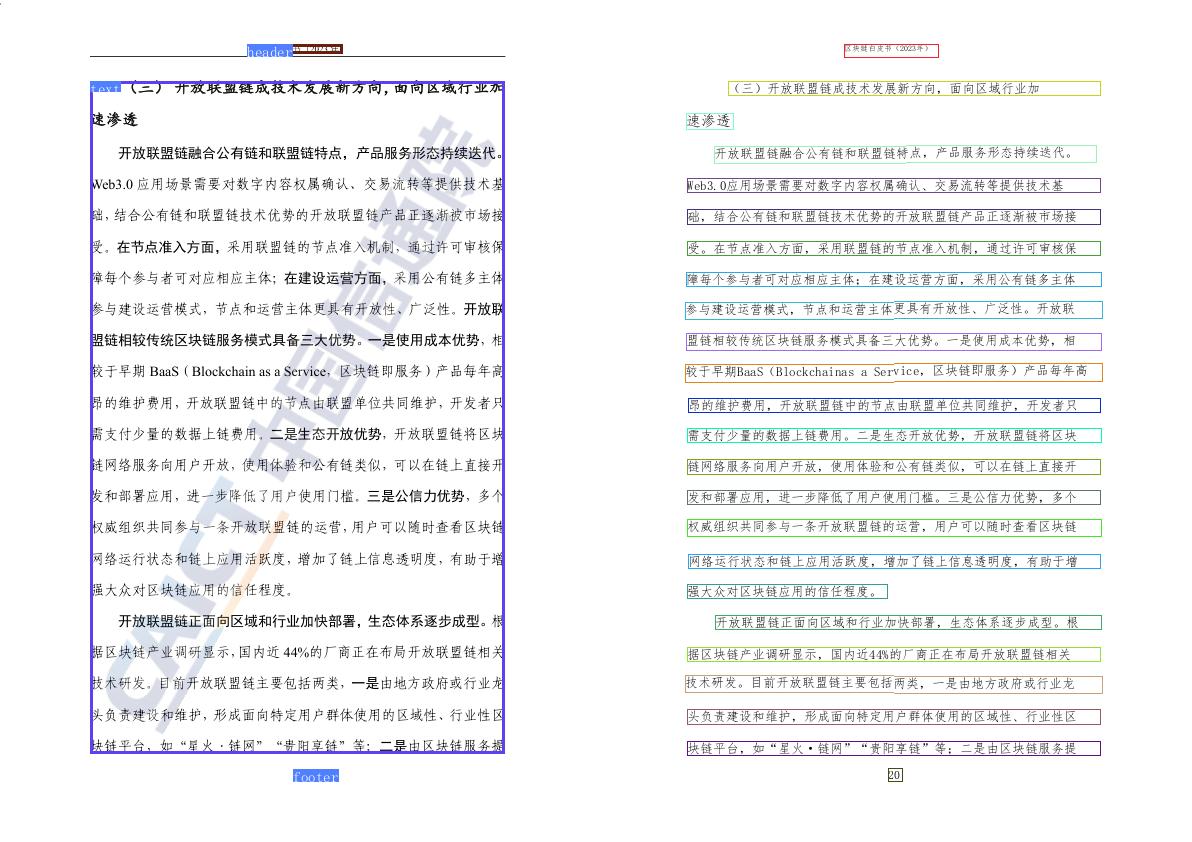 header
text （三） 开放联盟链成技术发展新方向，面向区域行业加
速渗透
开放联盟链融合公有链和联盟链特点，产品服务形态持续迭代。
Web3.0 应用场景需要对数字内容权属确认、交易流转等提供技术基
础，结合公有链和联盟链技术优势的开放联盟链产品正逐渐被市场接
受。在节点准入方面，采用联盟链的节点准入机制，通过许可审核保
障每个参与者可对应相应主体；在建设运营方面，采用公有链多主体
参与建设运营模式，节点和运营主体更具有开放性、广泛性。开放联
盟链相较传统区块链服务模式具备三大优势。一是使用成本优势，相
较于早期 BaaS（Blockchain as a Service，区块链即服务）产品每年高
昂的维护费用，开放联盟链中的节点由联盟单位共同维护，开发者只
需支付少量的数据上链费用。二是生态开放优势，开放联盟链将区块
链网络服务向用户开放，使用体验和公有链类似，可以在链上直接开
发和部署应用，进一步降低了用户使用门槛。三是公信力优势，多个
权威组织共同参与一条开放联盟链的运营，用户可以随时查看区块链
网络运行状态和链上应用活跃度，增加了链上信息透明度，有助于增
强大众对区块链应用的信任程度。
开放联盟链正面向区域和行业加快部署，生态体系逐步成型。根
据区块链产业调研显示，国内近 44%的厂商正在布局开放联盟链相关
技术研发。目前开放联盟链主要包括两类，一是由地方政府或行业龙
头负责建设和维护，形成面向特定用户群体使用的区域性、行业性区
块链平台，如“星火·链网”“贵阳享链”等；二是由区块链服务提
footer
CAICT 中国信通院
区块链白皮书（2023年）
（三）开放联盟链成技术发展新方向，面向区域行业加
速渗透
开放联盟链融合公有链和联盟链特点，产品服务形态持续迭代。
Web3.0应用场景需要对数字内容权属确认、交易流转等提供技术基
础，结合公有链和联盟链技术优势的开放联盟链产品正逐渐被市场接
受。在节点准入方面，采用联盟链的节点准入机制，通过许可审核保
障每个参与者可对应相应主体；在建设运营方面，采用公有链多主体
参与建设运营模式，节点和运营主体更具有开放性、广泛性。开放联
盟链相较传统区块链服务模式具备三大优势。一是使用成本优势，相
较于早期BaaS（Blockchainas a Service，区块链即服务）产品每年高
昂的维护费用，开放联盟链中的节点由联盟单位共同维护，开发者只
需支付少量的数据上链费用。二是生态开放优势，开放联盟链将区块
链网络服务向用户开放，使用体验和公有链类似，可以在链上直接开
发和部署应用，进一步降低了用户使用门槛。三是公信力优势，多个
权威组织共同参与一条开放联盟链的运营，用户可以随时查看区块链
网络运行状态和链上应用活跃度，增加了链上信息透明度，有助于增
强大众对区块链应用的信任程度。
开放联盟链正面向区域和行业加快部署，生态体系逐步成型。根
据区块链产业调研显示，国内近44%的厂商正在布局开放联盟链相关
技术研发。目前开放联盟链主要包括两类，一是由地方政府或行业龙
头负责建设和维护，形成面向特定用户群体使用的区域性、行业性区
块链平台，如“星火·链网”“贵阳享链”等；二是由区块链服务提
20